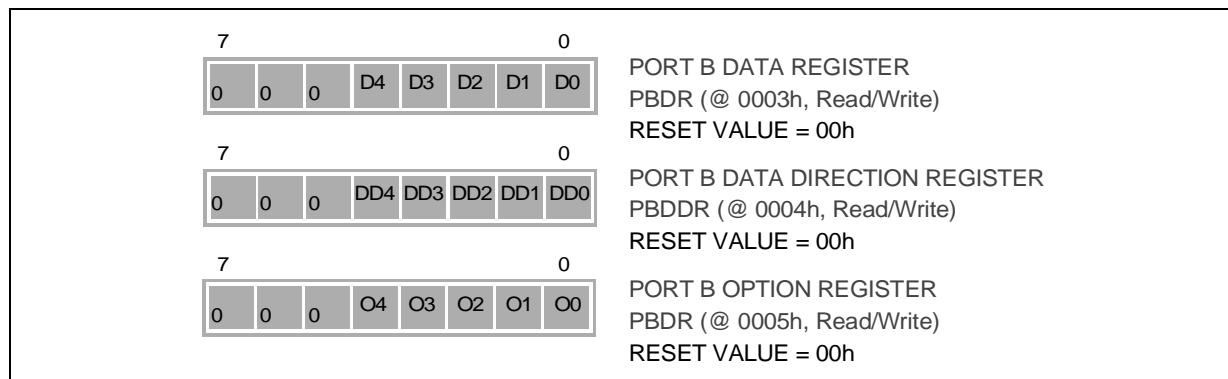 7 0
0 0 0 D4 D3 D2 D1 D0
PORT B DATA REGISTER
PBDR (@ 0003h, Read/Write)
RESET VALUE = 00h
7 0
0 0 0 DD4 DD3 DD2 DD1 DD0
PORT B DATA DIRECTION REGISTER
PBDDR (@ 0004h, Read/Write)
RESET VALUE = 00h
7 0
0 0 0 O4 O3 O2 O1 O0
PORT B OPTION REGISTER
PBDR (@ 0005h, Read/Write)
RESET VALUE = 00h